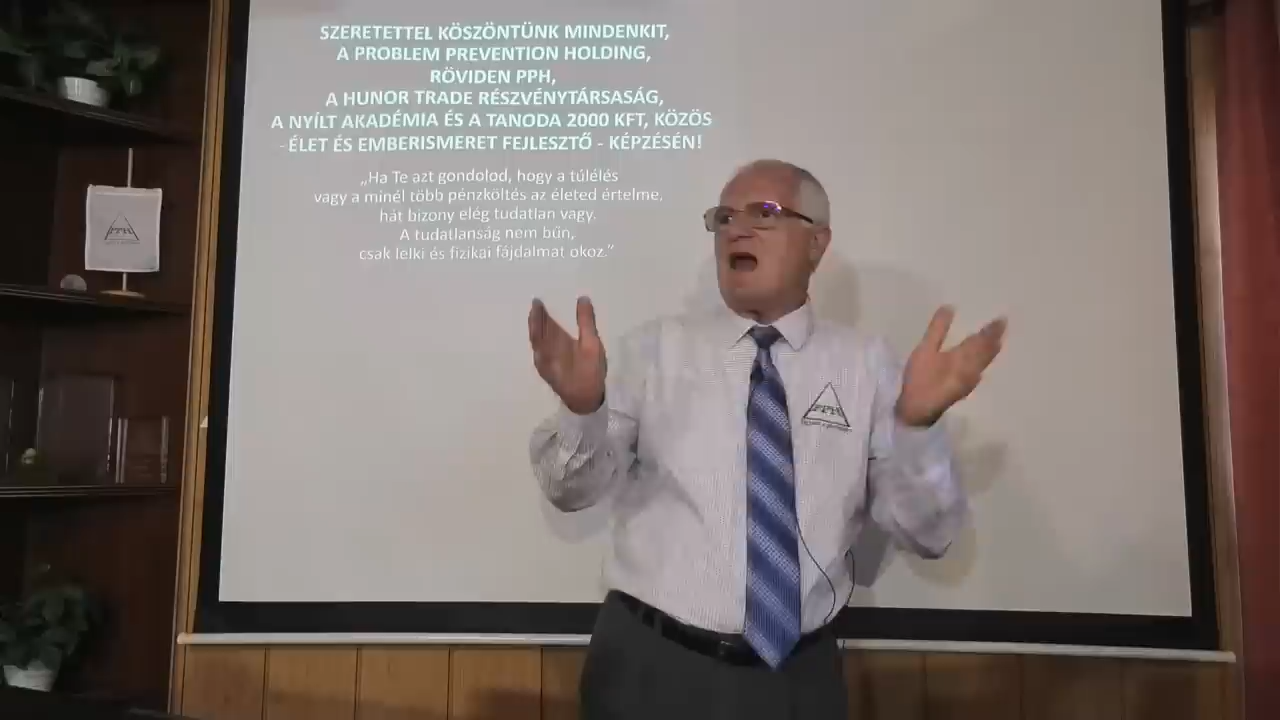 SZERETETTEL KÖSZÖNTÜNK MINDENKIT,
A PROBLEM PREVENTION HOLDING,
RÖVIDEN PPH,
A HUNOR TRADE RÉSZVÉNYTÁRSASÁG,
A NYÍLT AKADÉMIA ÉS A TANODA 2000 KFT, KÖZÖS
- ÉLET ÉS EMBERISMERET FEJLESZTŐ - KÉPZÉSÉN!
„Ha Te azt gondolod, hogy a túlélés
vagy a minél több pénzköltés az életed értelme,
hát bizony elég tudatlan vagy.
A tudatlanság nem bűn,
csak lelki és fizikai fájdalmat okoz."
PPH
PPH